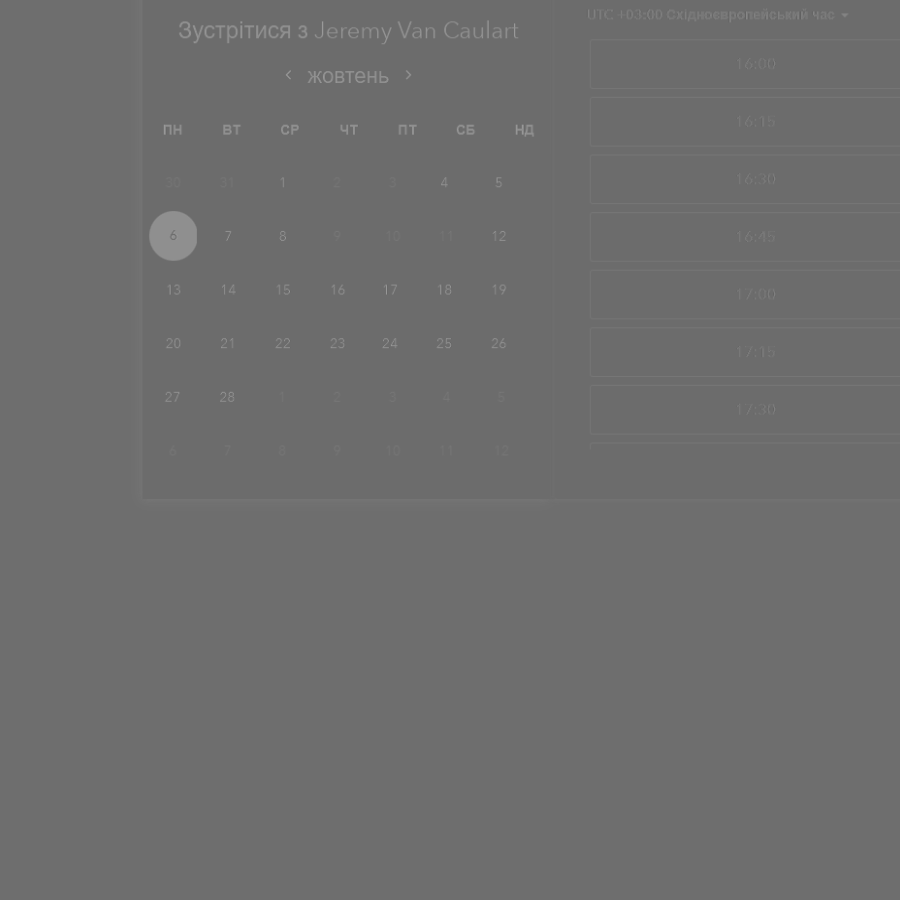 Зустрітися з Jeremy Van Caulart
жовтень
ПН ВТ СР ЧТ ПТ СБ НД
30 31 1 2 3 4 5
6 7 8 9 10 11 12
13 14 15 16 17 18 19
20 21 22 23 24 25 26
27 28 1 2 3 4 5
6 7 8 9 10 11 12
UTC +03:00 Східноєвропейський час
16:00
16:15
16:30
16:45
17:00
17:15
17:30